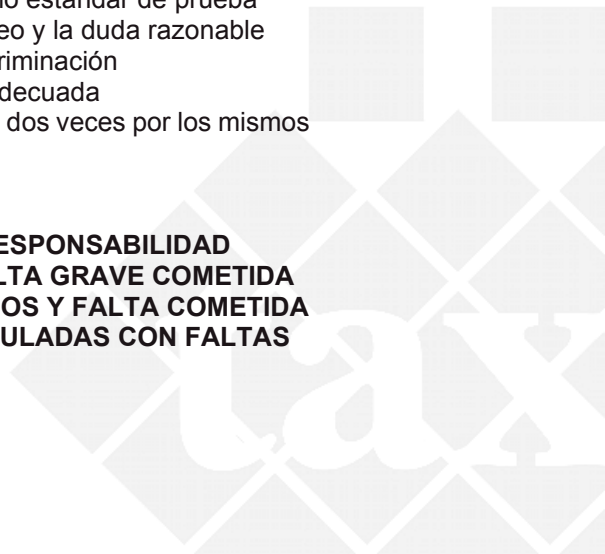 o estándar de prueba
eo y la duda razonable
riminación
decuada
dos veces por los mismos
ESPONSABILIDAD
LTA GRAVE COMETIDA
OS Y FALTA COMETIDA
ULADAS CON FALTAS
tax